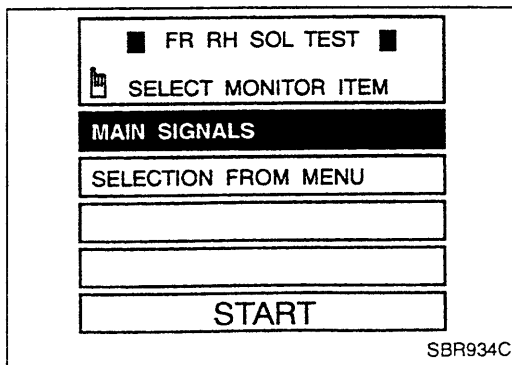 FR RH SOL TEST
SELECT MONITOR ITEM
MAIN SIGNALS
SELECTION FROM MENU
START
SBR934C